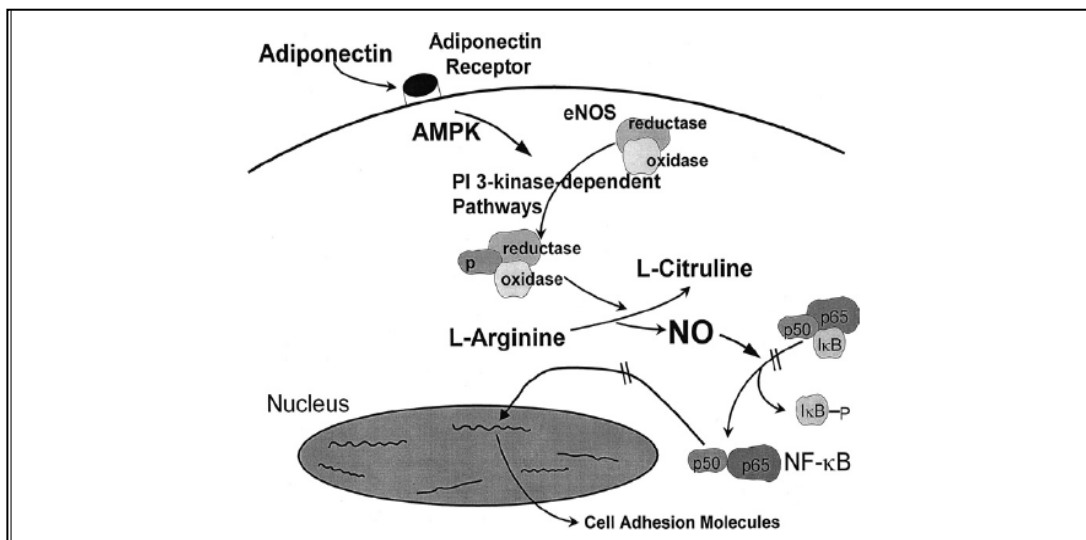 Adiponectin
Adiponectin
Receptor
AMPK
eNOS
reductase
oxidase
PI 3-kinase-dependent
Pathways
p
reductase
oxidase
L-Citruline
L-Arginine
NO
p50
p65
IκB
IκB-P
Nucleus
p50
p65
NF-κB
Cell Adhesion Molecules